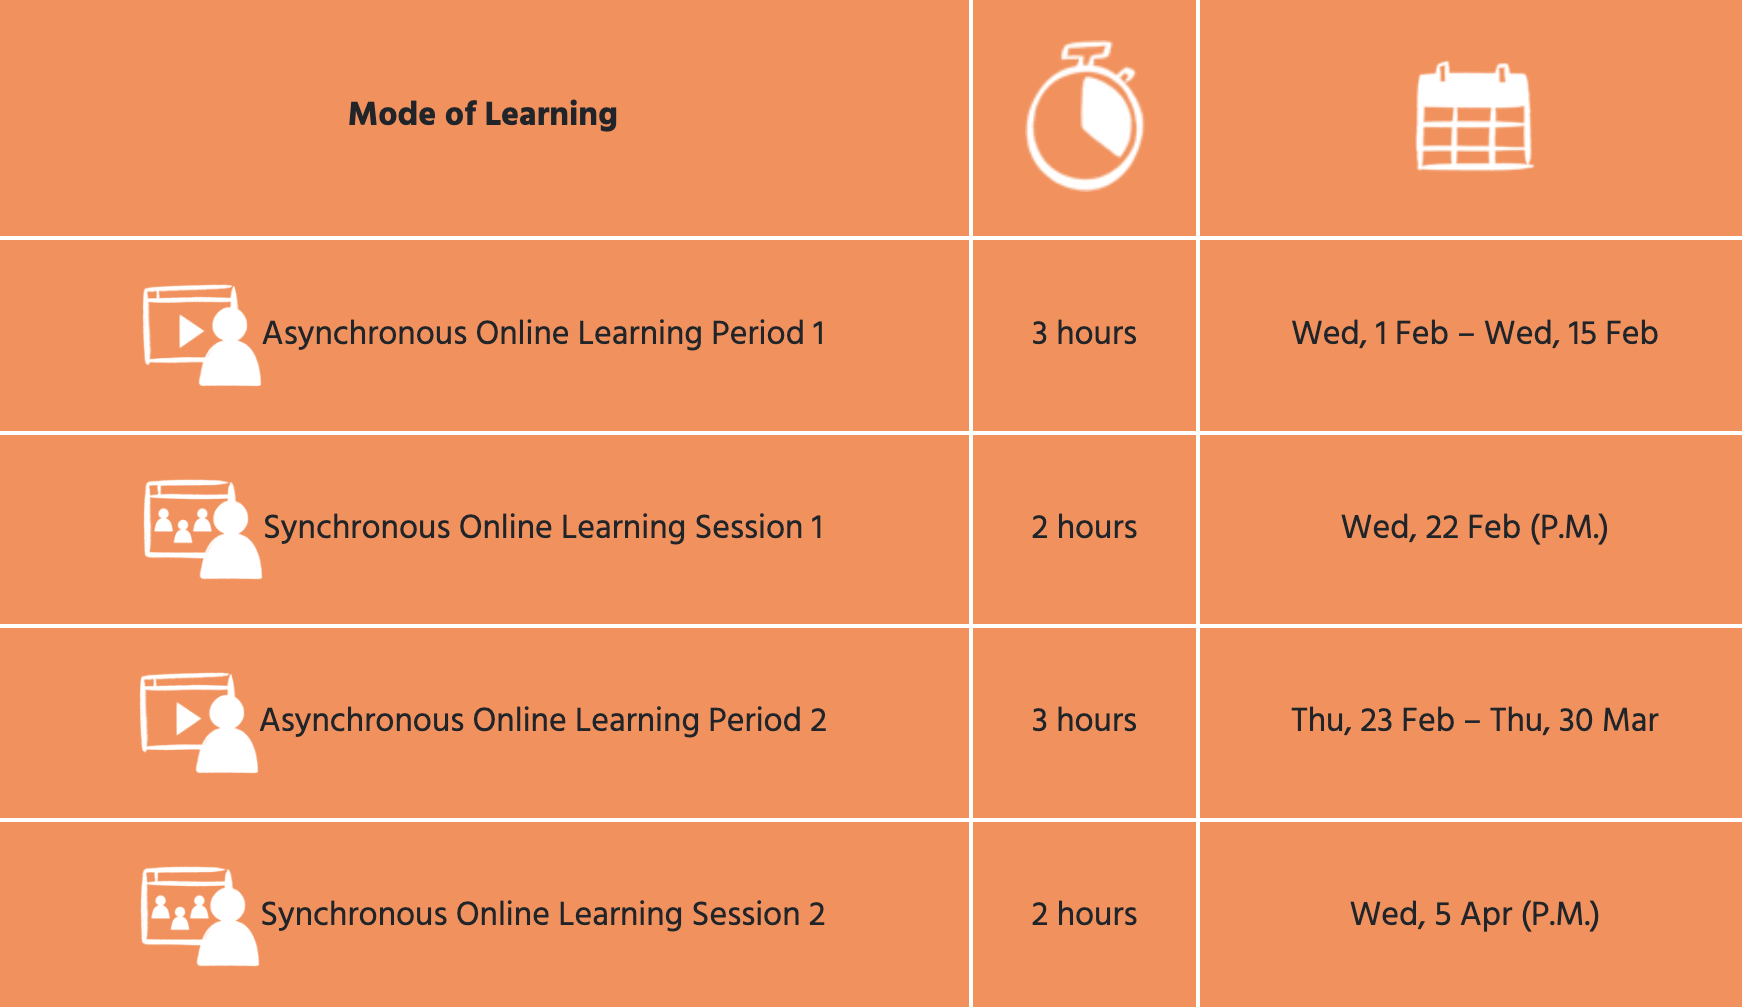 Mode of Learning
Asynchronous Online Learning Period 1
3 hours
Wed, 1 Feb – Wed, 15 Feb
Synchronous Online Learning Session 1
2 hours
Wed, 22 Feb (P.M.)
Asynchronous Online Learning Period 2
3 hours
Thu, 23 Feb – Thu, 30 Mar
Synchronous Online Learning Session 2
2 hours
Wed, 5 Apr (P.M.)